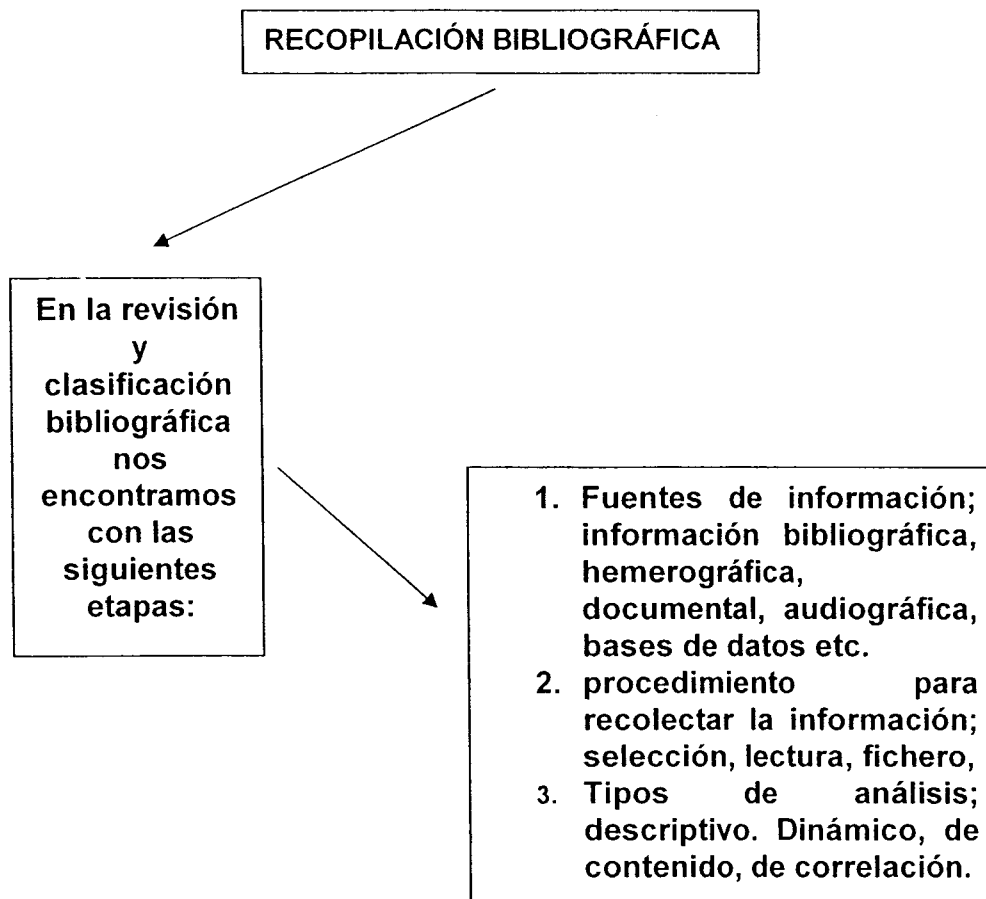 RECOPILACIÓN BIBLIOGRÁFICA
En la revisión
y
clasificación
bibliográfica
nos
encontramos
con las
siguientes
etapas:
1. Fuentes de información;
información bibliográfica,
hemerográfica,
documental, audiográfica,
bases de datos etc.
2. procedimiento para
recolectar la información;
selección, lectura, fichero,
3. Tipos de análisis;
descriptivo. Dinámico, de
contenido, de correlación.